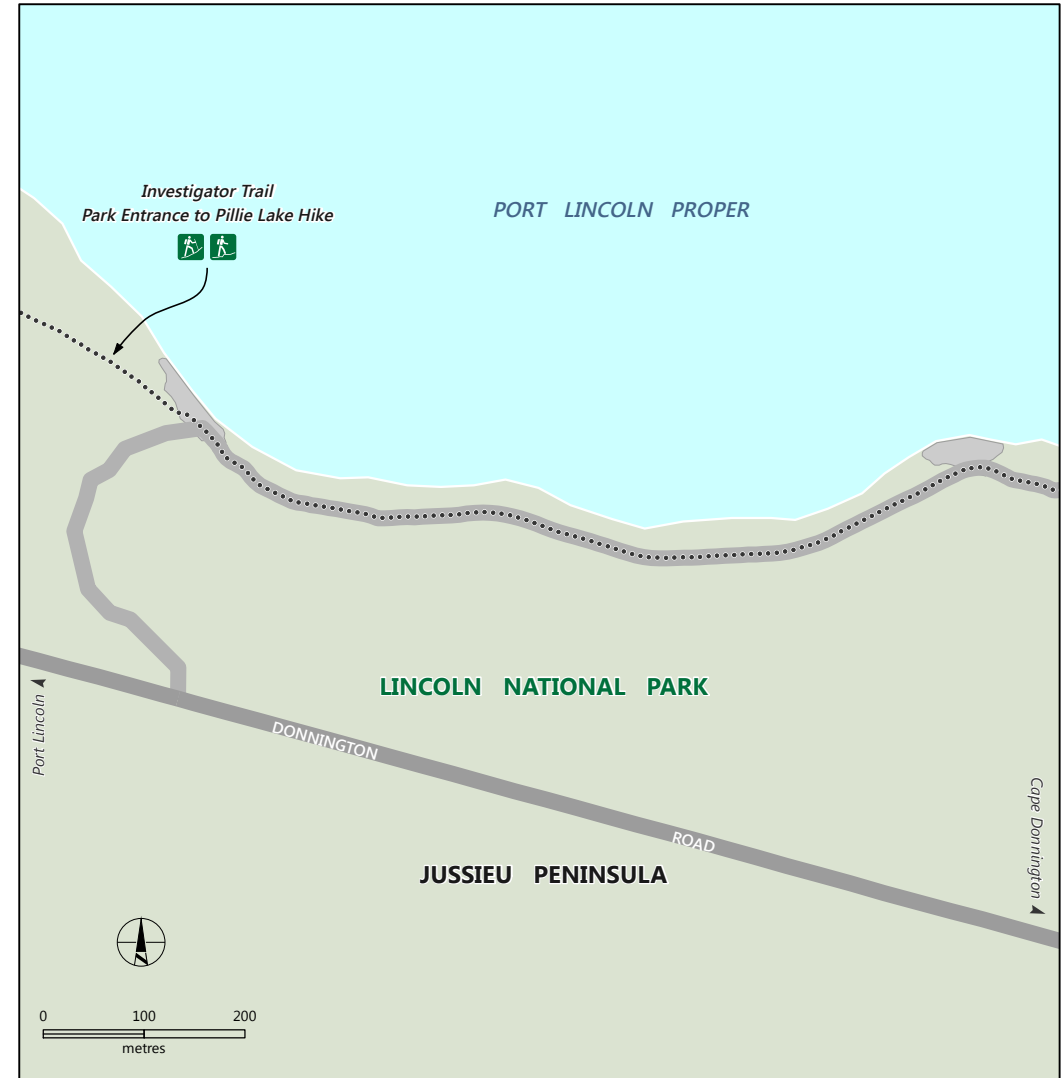 Investigator Trail
Park Entrance to Pillie Lake Hike
PORT LINCOLN PROPER
LINCOLN NATIONAL PARK
Port Lincoln
DONNINGTON
ROAD
Cape Donnington
JUSSIEU PENINSULA
0 100 200
metres